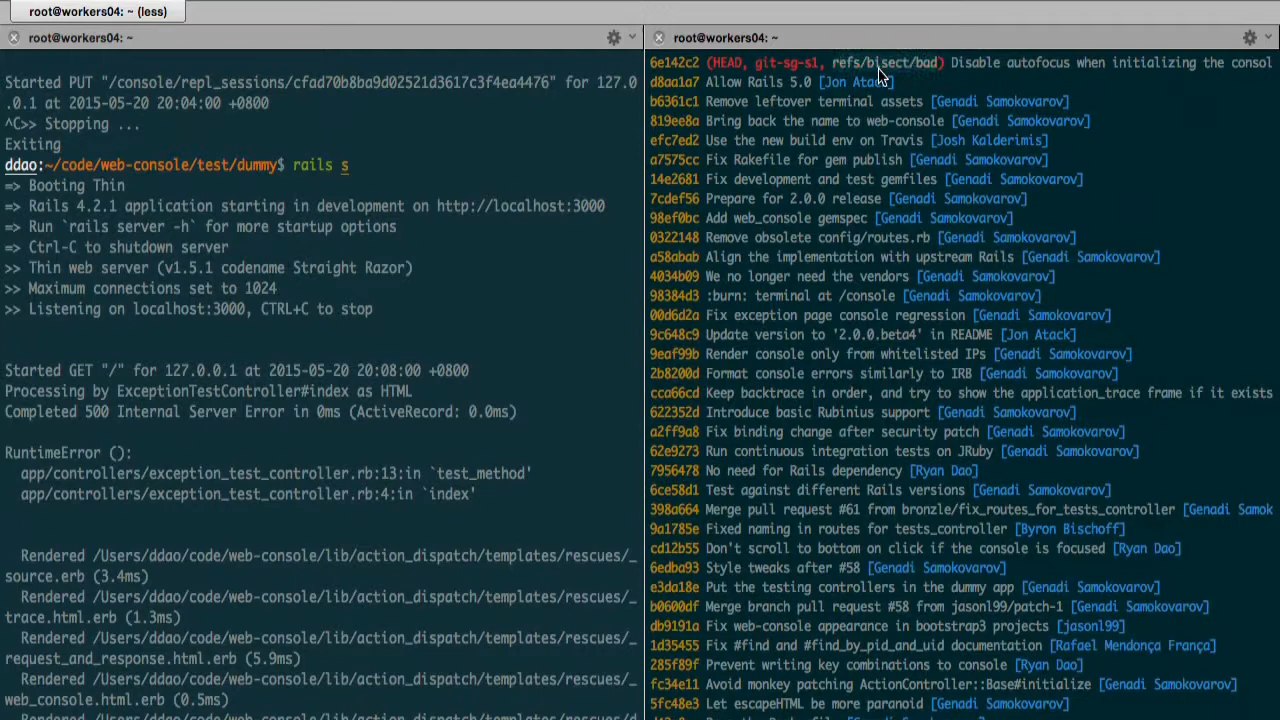 root@workers04: ~ (less)
root@workers04: ~
Started PUT "/console/repl_sessions/cfad70b8ba9d02521d3617c3f4ea4476" for 127.0
.0.1 at 2015-05-20 20:04:00 +0800
^C>> Stopping ...
Exiting
ddao:~/code/web-console/test/dummy$ rails s
=> Booting Thin
=> Rails 4.2.1 application starting in development on http://localhost:3000
=> Run `rails server -h` for more startup options
=> Ctrl-C to shutdown server
>> Thin web server (v1.5.1 codename Straight Razor)
>> Maximum connections set to 1024
>> Listening on localhost:3000, CTRL+C to stop
Started GET "/" for 127.0.0.1 at 2015-05-20 20:08:00 +0800
Processing by ExceptionTestController#index as HTML
Completed 500 Internal Server Error in 0ms (ActiveRecord: 0.0ms)
RuntimeError ():
app/controllers/exception_test_controller.rb:13:in `test_method'
app/controllers/exception_test_controller.rb:4:in `index'
Rendered /Users/ddao/code/web-console/lib/action_dispatch/templates/rescues/_
source.erb (3.4ms)
Rendered /Users/ddao/code/web-console/lib/action_dispatch/templates/rescues/_
trace.html.erb (1.3ms)
Rendered /Users/ddao/code/web-console/lib/action_dispatch/templates/rescues/_
request_and_response.html.erb (5.9ms)
Rendered /Users/ddao/code/web-console/lib/action_dispatch/templates/rescues/_
web_console.html.erb (0.5ms)
Rendered /Users/ddao/code/web-console/lib/action_dispatch/templates/rescues/
root@workers04: ~
6e142c2 (HEAD, git-sg-s1, refs/bisect/bad) Disable autofocus when initializing the consol
d8aa1a7 Allow Rails 5.0 [Jon Atack]
b6361c1 Remove leftover terminal assets [Genadi Samokovarov]
819ee8a Bring back the name to web-console [Genadi Samokovarov]
efc7ed2 Use the new build env on Travis [Josh Kalderimis]
a7575cc Fix Rakefile for gem publish [Genadi Samokovarov]
14e2681 Fix development and test gemfiles [Genadi Samokovarov]
7cdef56 Prepare for 2.0.0 release [Genadi Samokovarov]
98ef0bc Add web_console gemspec [Genadi Samokovarov]
0322148 Remove obsolete config/routes.rb [Genadi Samokovarov]
a58abab Align the implementation with upstream Rails [Genadi Samokovarov]
4034b09 We no longer need the vendors [Genadi Samokovarov]
98384d3 :burn: terminal at /console [Genadi Samokovarov]
00d6d2a Fix exception page console regression [Genadi Samokovarov]
9c648c9 Update version to '2.0.0.beta4' in README [Jon Atack]
9eaf99b Render console only from whitelisted IPs [Genadi Samokovarov]
2b8200d Format console errors similarly to IRB [Genadi Samokovarov]
cca66cd Keep backtrace in order, and try to show the application_trace frame if it exists
622352d Introduce basic Rubinius support [Genadi Samokovarov]
a2ff9a8 Fix binding change after security patch [Genadi Samokovarov]
62e9273 Run continuous integration tests on JRuby [Genadi Samokovarov]
7956478 No need for Rails dependency [Ryan Dao]
6ce58d1 Test against different Rails versions [Genadi Samokovarov]
398a664 Merge pull request #61 from bronzle/fix_routes_for_tests_controller [Genadi Samok
9a1785e Fixed naming in routes for tests_controller [Byron Bischoff]
cd12b55 Don't scroll to bottom on click if the console is focused [Ryan Dao]
6edba93 Style tweaks after #58 [Genadi Samokovarov]
e3da18e Put the testing controllers in the dummy app [Genadi Samokovarov]
b0600df Merge branch pull request #58 from jasonl99/patch-1 [Genadi Samokovarov]
db9191a Fix web-console appearance in bootstrap3 projects [jasonl99]
1d35455 Fix #find and #find_by_pid_and_uid documentation [Rafael Mendonça França]
285f89f Prevent writing key combinations to console [Ryan Dao]
fc34e11 Avoid monkey patching ActionController::Base#initialize [Genadi Samokovarov]
5fc48e3 Let escapeHTML be more paranoid [Genadi Samokovarov]